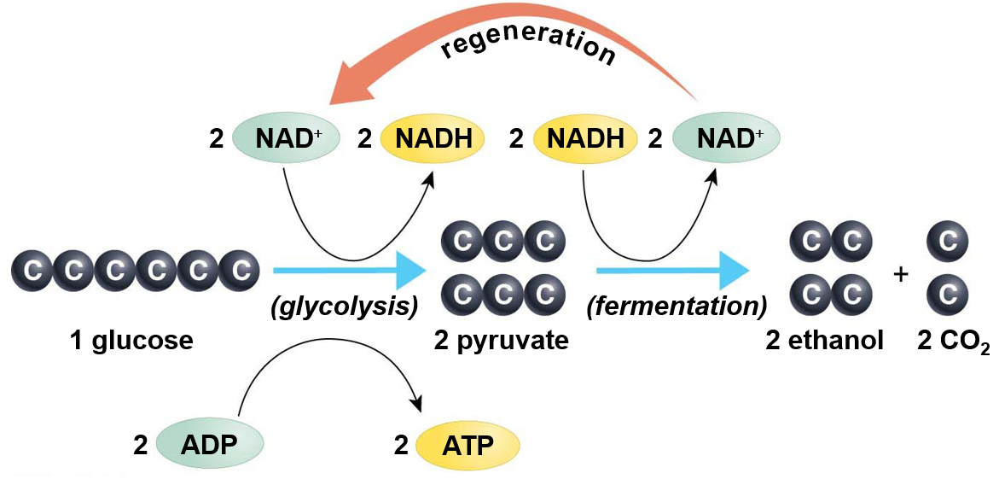 regeneration
2 NAD⁺ 2 NADH 2 NADH 2 NAD⁺
C C C C C C
C C C
C C C
C C
C C
+
C
C
(glycolysis)
(fermentation)
1 glucose
2 pyruvate
2 ethanol
2 CO₂
2 ADP
2 ATP